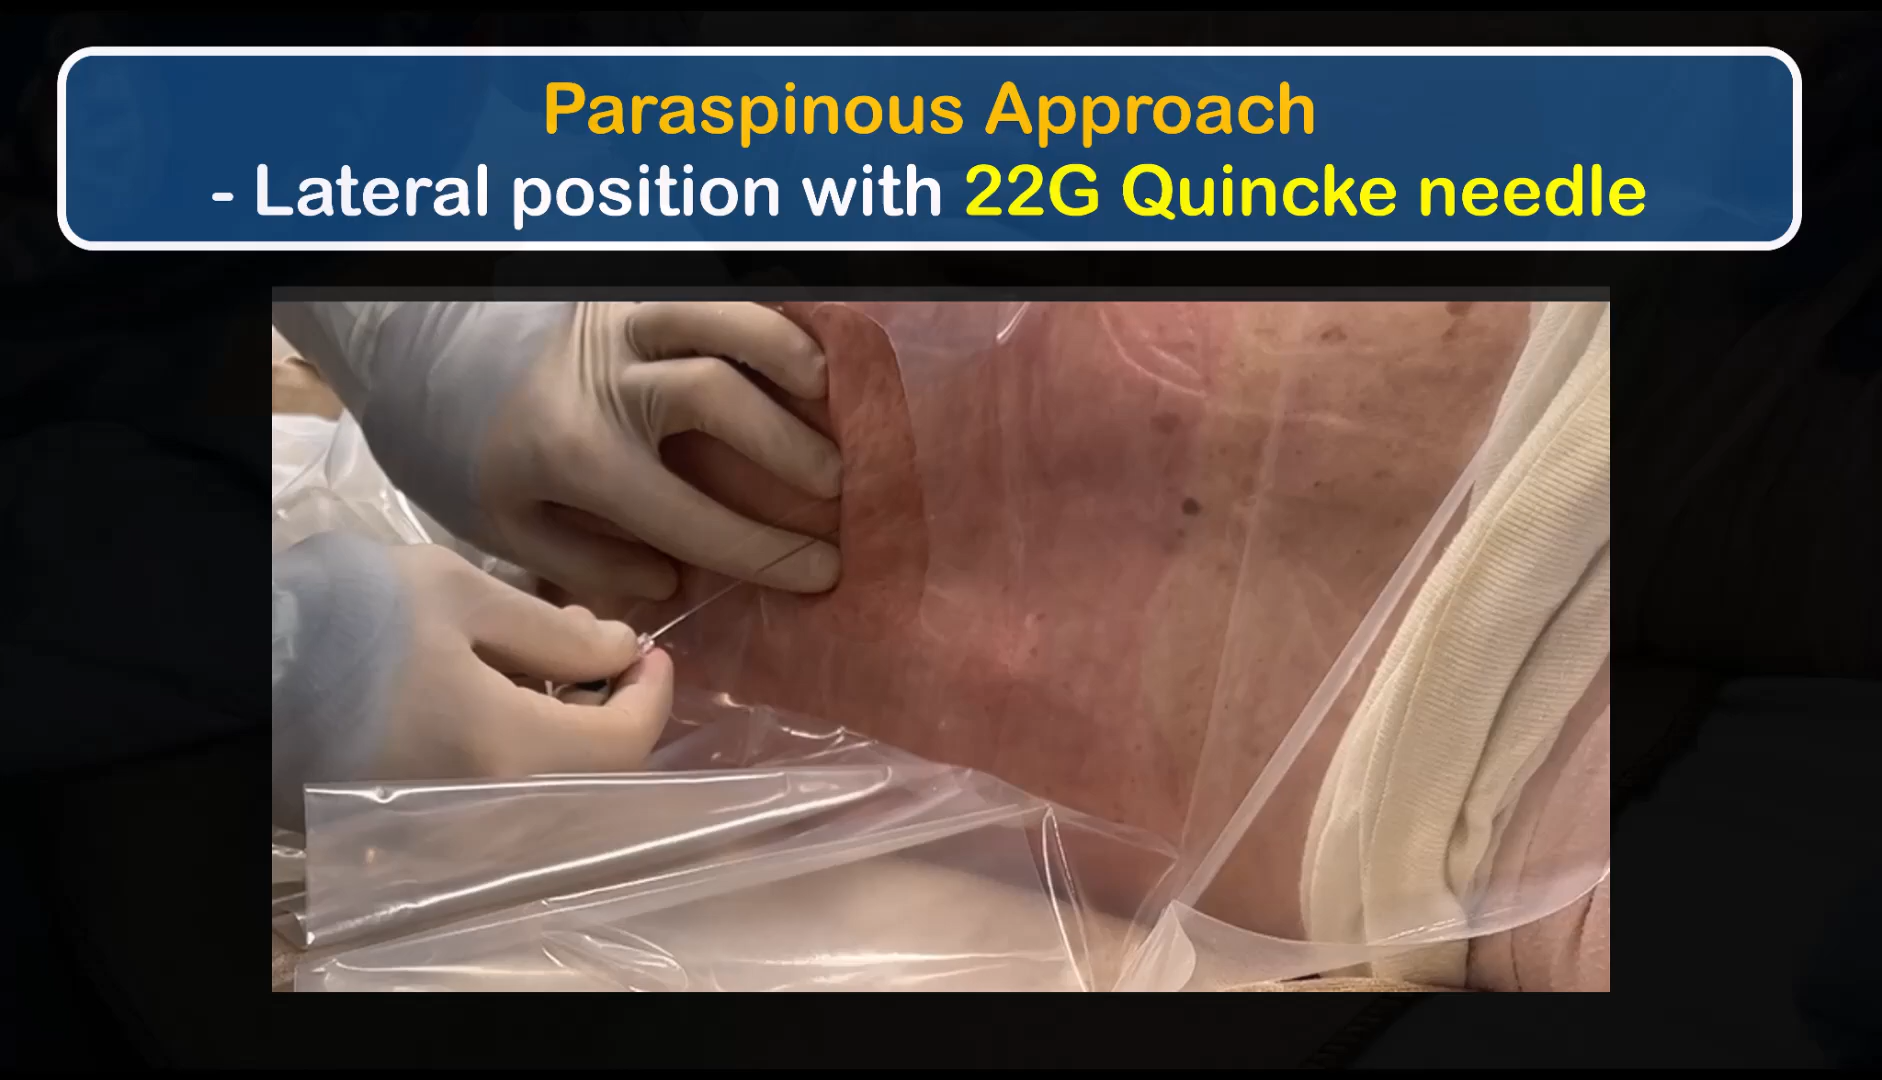 Paraspinous Approach
- Lateral position with 22G Quincke needle